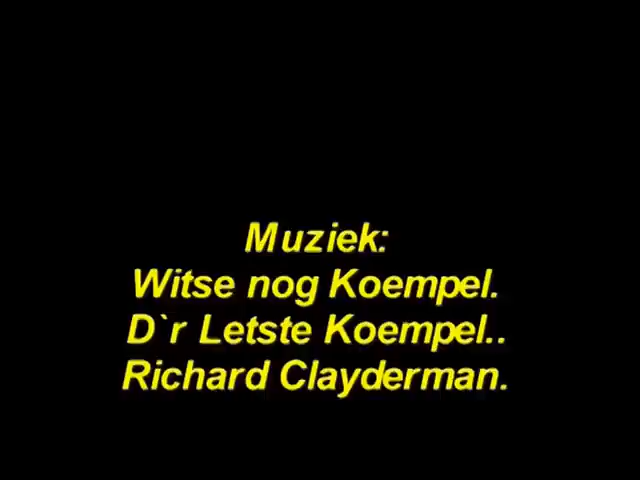 Muziek:
Witse nog Koempel.
D`r Letste Koempel..
Richard Clayderman.